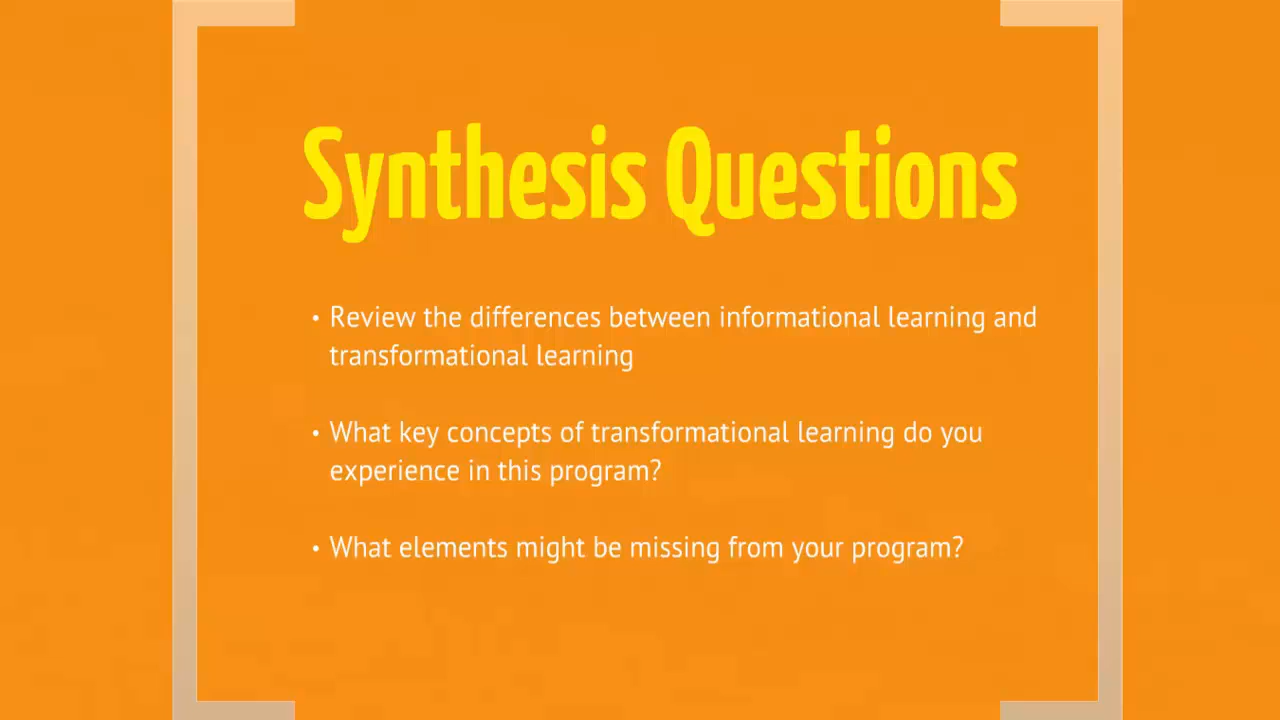 Synthesis Questions
• Review the differences between informational learning and
transformational learning
• What key concepts of transformational learning do you
experience in this program?
• What elements might be missing from your program?